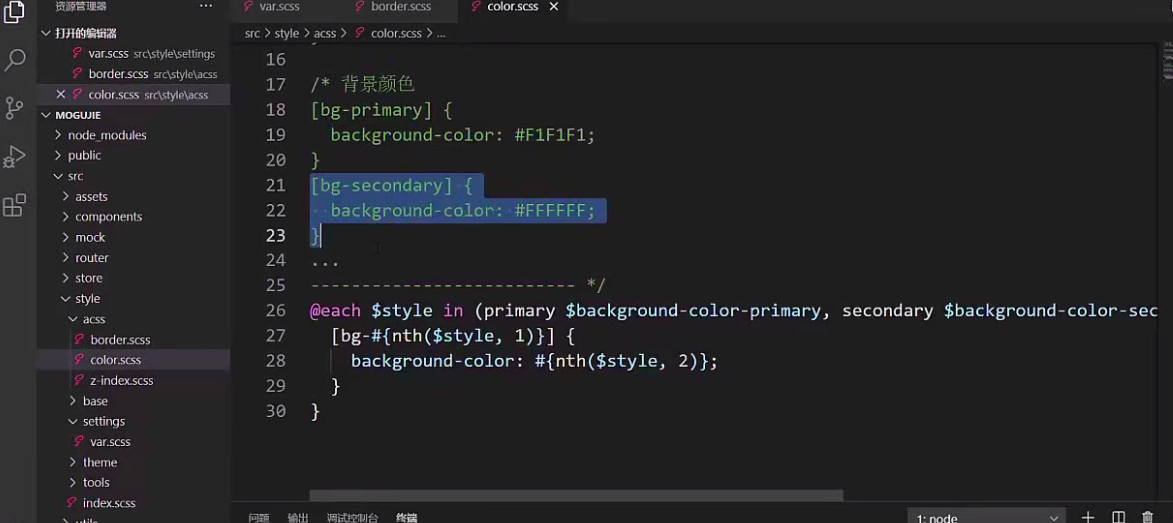 资源管理器 ...
var.scss border.scss color.scss
打开的编辑器
var.scss src\style\settings
border.scss src\style\acss
color.scss src\style\acss
MOGUJIE
node_modules
public
src
assets
components
mock
router
store
style
acss
border.scss
color.scss
z-index.scss
base
settings
var.scss
theme
tools
index.scss
src > style > acss > color.scss > ...
16
17 /* 背景颜色
18 [bg-primary] {
19 background-color: #F1F1F1;
20 }
21 [bg-secondary] {
22 background-color: #FFFFFF;
23 }
24 ...
25 -------------------------- */
26 @each $style in (primary $background-color-primary, secondary $background-color-sec
27 [bg-#{nth($style, 1)}] {
28 background-color: #{nth($style, 2)};
29 }
30 }
问题 输出 调试控制台 终端
1: node